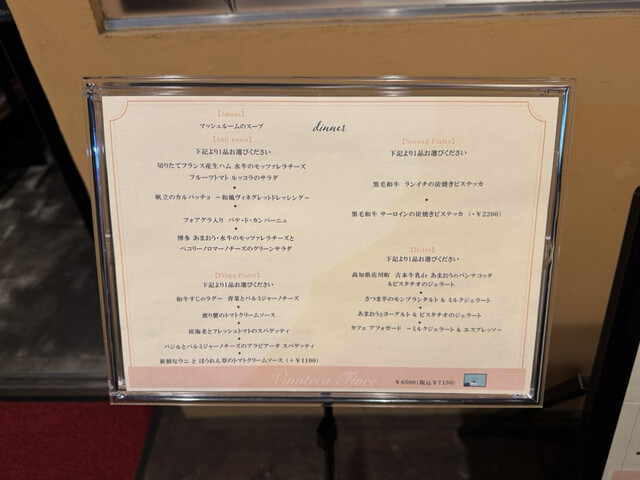 dinner
【Amuse】
マッシュルームのスープ
【Anti pasti】
下記より1品お選びください
切りたてフランス産生ハム 水牛のモッツァレラチーズ
フルーツトマト ルッコラのサラダ
帆立のカルパッチョ 〜和風ヴィネグレットドレッシング〜
フォアグラ入り パテ・ド・カンパーニュ
博多 あまおう・水牛のモッツァレラチーズと
ペコリーノロマーノチーズのグリーンサラダ
【Primo Piatto】
下記より1品お選びください
和牛すじのラグー 青菜とパルミジャーノチーズ
渡り蟹のトマトクリームソース
桜海老とフレッシュトマトのスパゲッティ
バジルとパルミジャーノチーズのアラビアータ スパゲッティ
新鮮なウニ と ほうれん草のトマトクリームソース (+¥1100)
【Second Piatto】
下記より1品お選びください
黒毛和牛 ランイチの炭焼きビステッカ
黒毛和牛 サーロインの炭焼きビステッカ (+¥2200)
【Dolce】
下記より1品お選びください
高知県佐川町 吉本牛乳de あまおうのパンナコッタ
&ピスタチオのジェラート
さつま芋のモンブランタルト & ミルクジェラート
あまおうとヨーグルト & ピスタチオのジェラート
カフェ アフォガード 〜ミルクジェラート & エスプレッソ〜
Vinoteca Fiore
¥6500(税込¥7150)